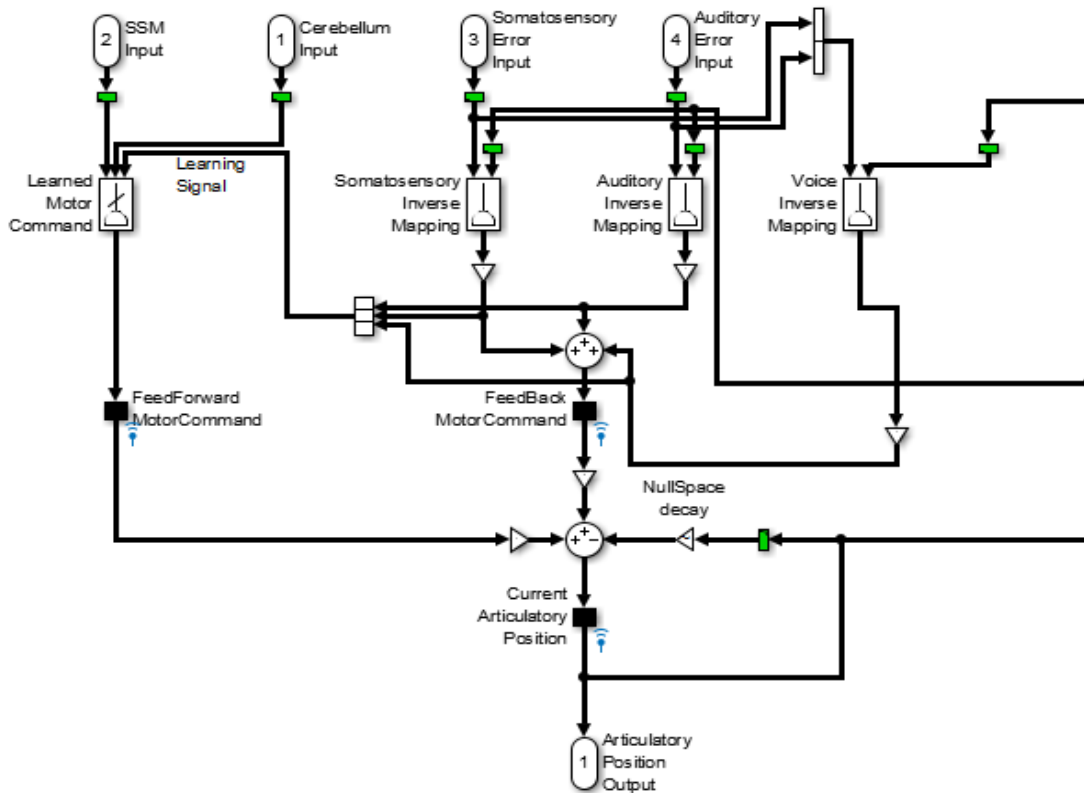 2
SSM
Input
1
Cerebellum
Input
3
Somatosensory
Error
Input
4
Auditory
Error
Input
Learning
Signal
Learned
Motor
Command
Somatosensory
Inverse
Mapping
Auditory
Inverse
Mapping
Voice
Inverse
Mapping
+ + +
FeedForward
MotorCommand
FeedBack
MotorCommand
NullSpace
decay
+ + -
Current
Articulatory
Position
1
Articulatory
Position
Output